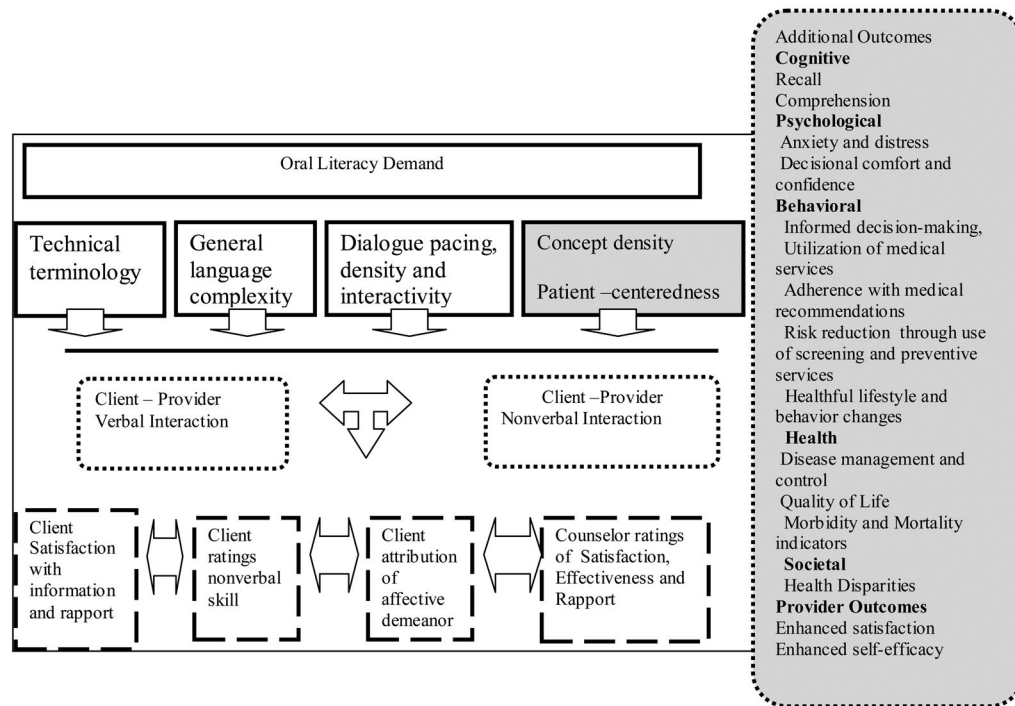 Oral Literacy Demand
Technical
terminology
General
language
complexity
Dialogue pacing,
density and
interactivity
Concept density
Patient –centeredness
Client – Provider
Verbal Interaction
Client –Provider
Nonverbal Interaction
Client
Satisfaction
with
information
and rapport
Client
ratings
nonverbal
skill
Client
attribution
of
affective
demeanor
Counselor ratings
of Satisfaction,
Effectiveness and
Rapport
Additional Outcomes
Cognitive
Recall
Comprehension
Psychological
Anxiety and distress
Decisional comfort and
confidence
Behavioral
Informed decision-making,
Utilization of medical
services
Adherence with medical
recommendations
Risk reduction through use
of screening and preventive
services
Healthful lifestyle and
behavior changes
Health
Disease management and
control
Quality of Life
Morbidity and Mortality
indicators
Societal
Health Disparities
Provider Outcomes
Enhanced satisfaction
Enhanced self-efficacy